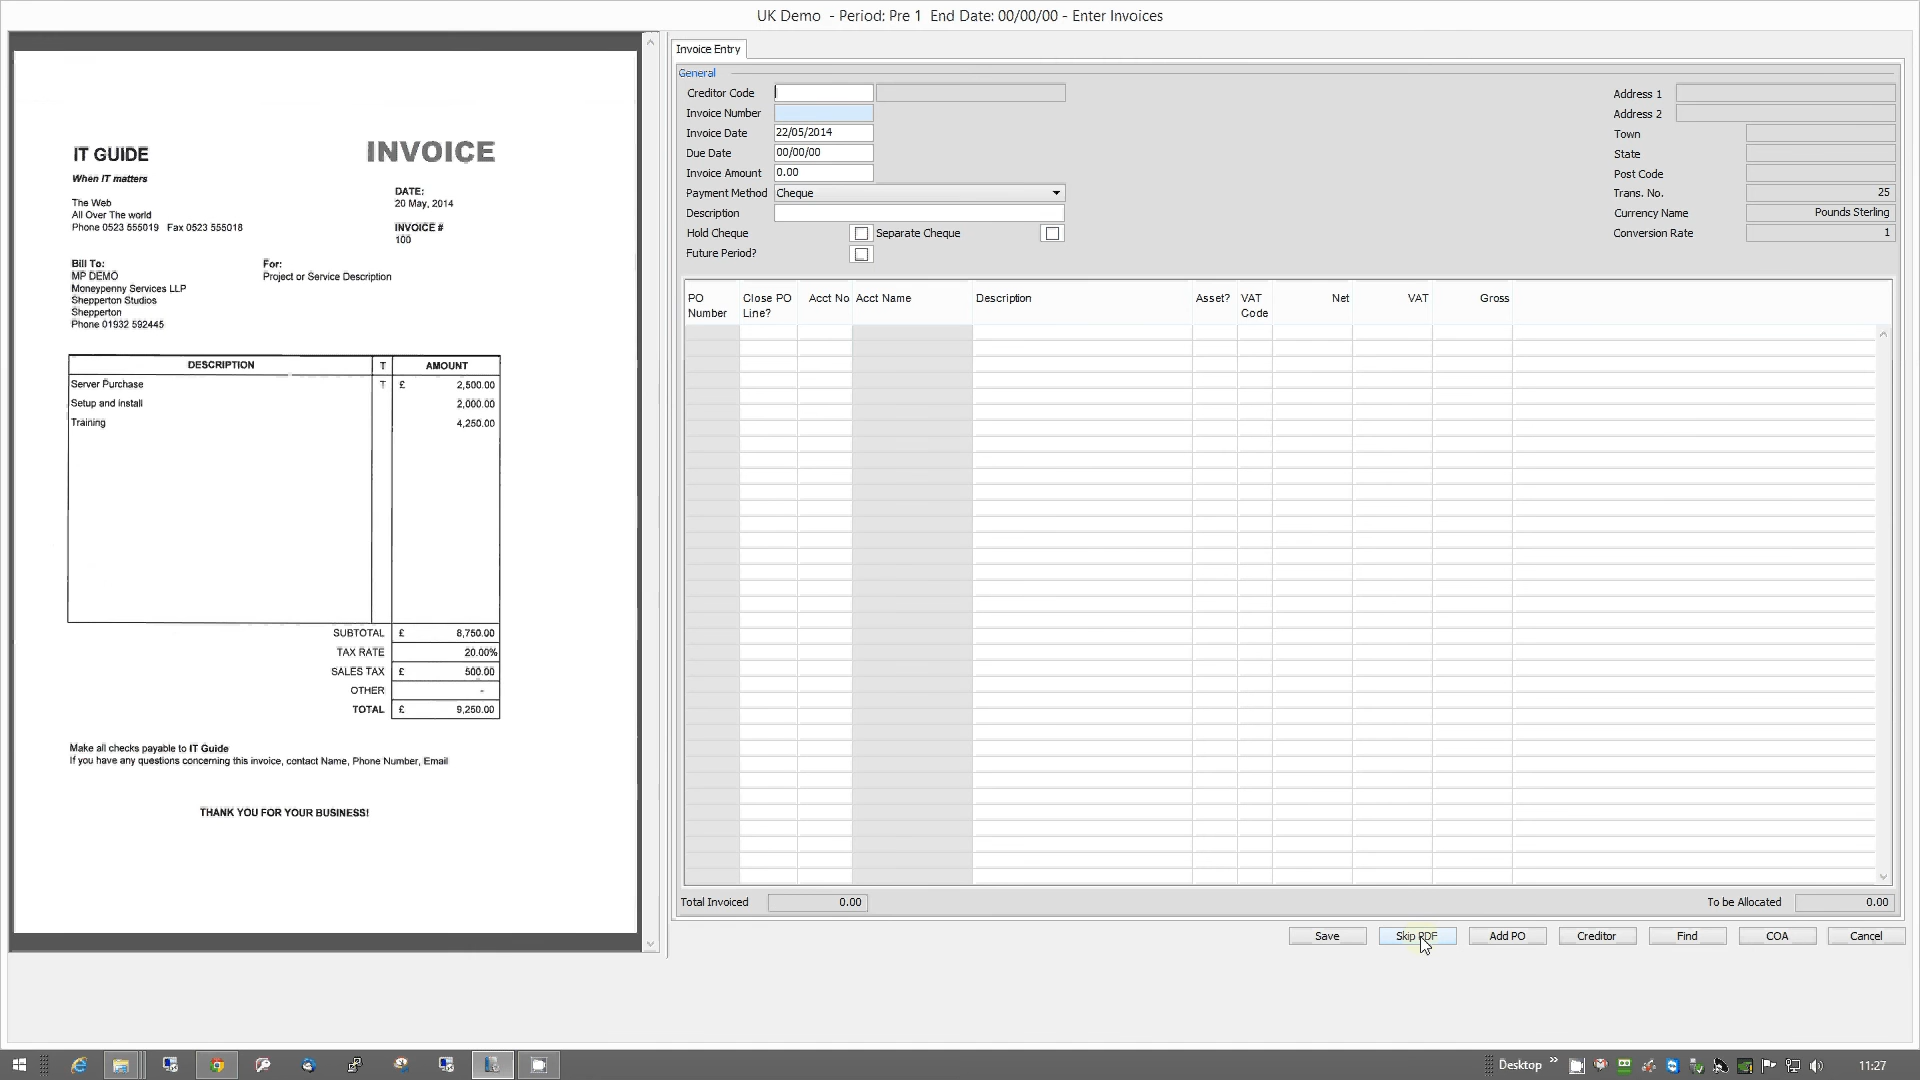 UK Demo - Period: Pre 1 End Date: 00/00/00 - Enter Invoices
IT GUIDE
INVOICE
When IT matters
DATE:
20 May, 2014
The Web
All Over The world
Phone 0523 555019 Fax 0523 555018
INVOICE #
100
Bill To:
MP DEMO
Moneypenny Services LLP
Shepperton Studios
Shepperton
Phone 01932 592445
For:
Project or Service Description
DESCRIPTION T AMOUNT
Server Purchase T £ 2,500.00
Setup and install 2,000.00
Training 4,250.00
SUBTOTAL £ 8,750.00
TAX RATE 20.00%
SALES TAX £ 500.00
OTHER -
TOTAL £ 9,250.00
Make all checks payable to IT Guide
If you have any questions concerning this invoice, contact Name, Phone Number, Email
THANK YOU FOR YOUR BUSINESS!
Invoice Entry
General
Creditor Code
Invoice Number
Invoice Date 22/05/2014
Due Date 00/00/00
Invoice Amount 0.00
Payment Method Cheque
Description
Hold Cheque Separate Cheque
Future Period?
Address 1
Address 2
Town
State
Post Code
Trans. No. 25
Currency Name Pounds Sterling
Conversion Rate 1
PO Number
Close PO Line?
Acct No
Acct Name
Description
Asset?
VAT Code
Net
VAT
Gross
Total Invoiced 0.00
To be Allocated 0.00
Save
Skip PDF
Add PO
Creditor
Find
COA
Cancel
Desktop
11:27